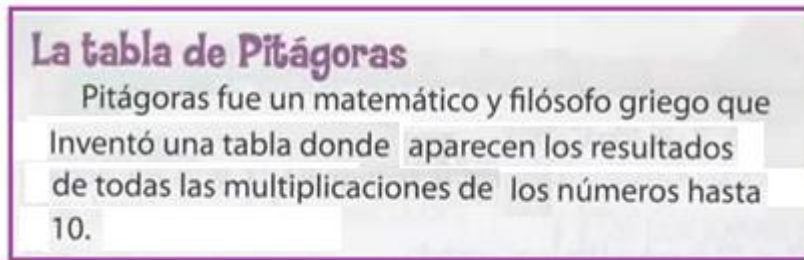 La tabla de Pitágoras
Pitágoras fue un matemático y filósofo griego que
Inventó una tabla donde aparecen los resultados
de todas las multiplicaciones de los números hasta
10.